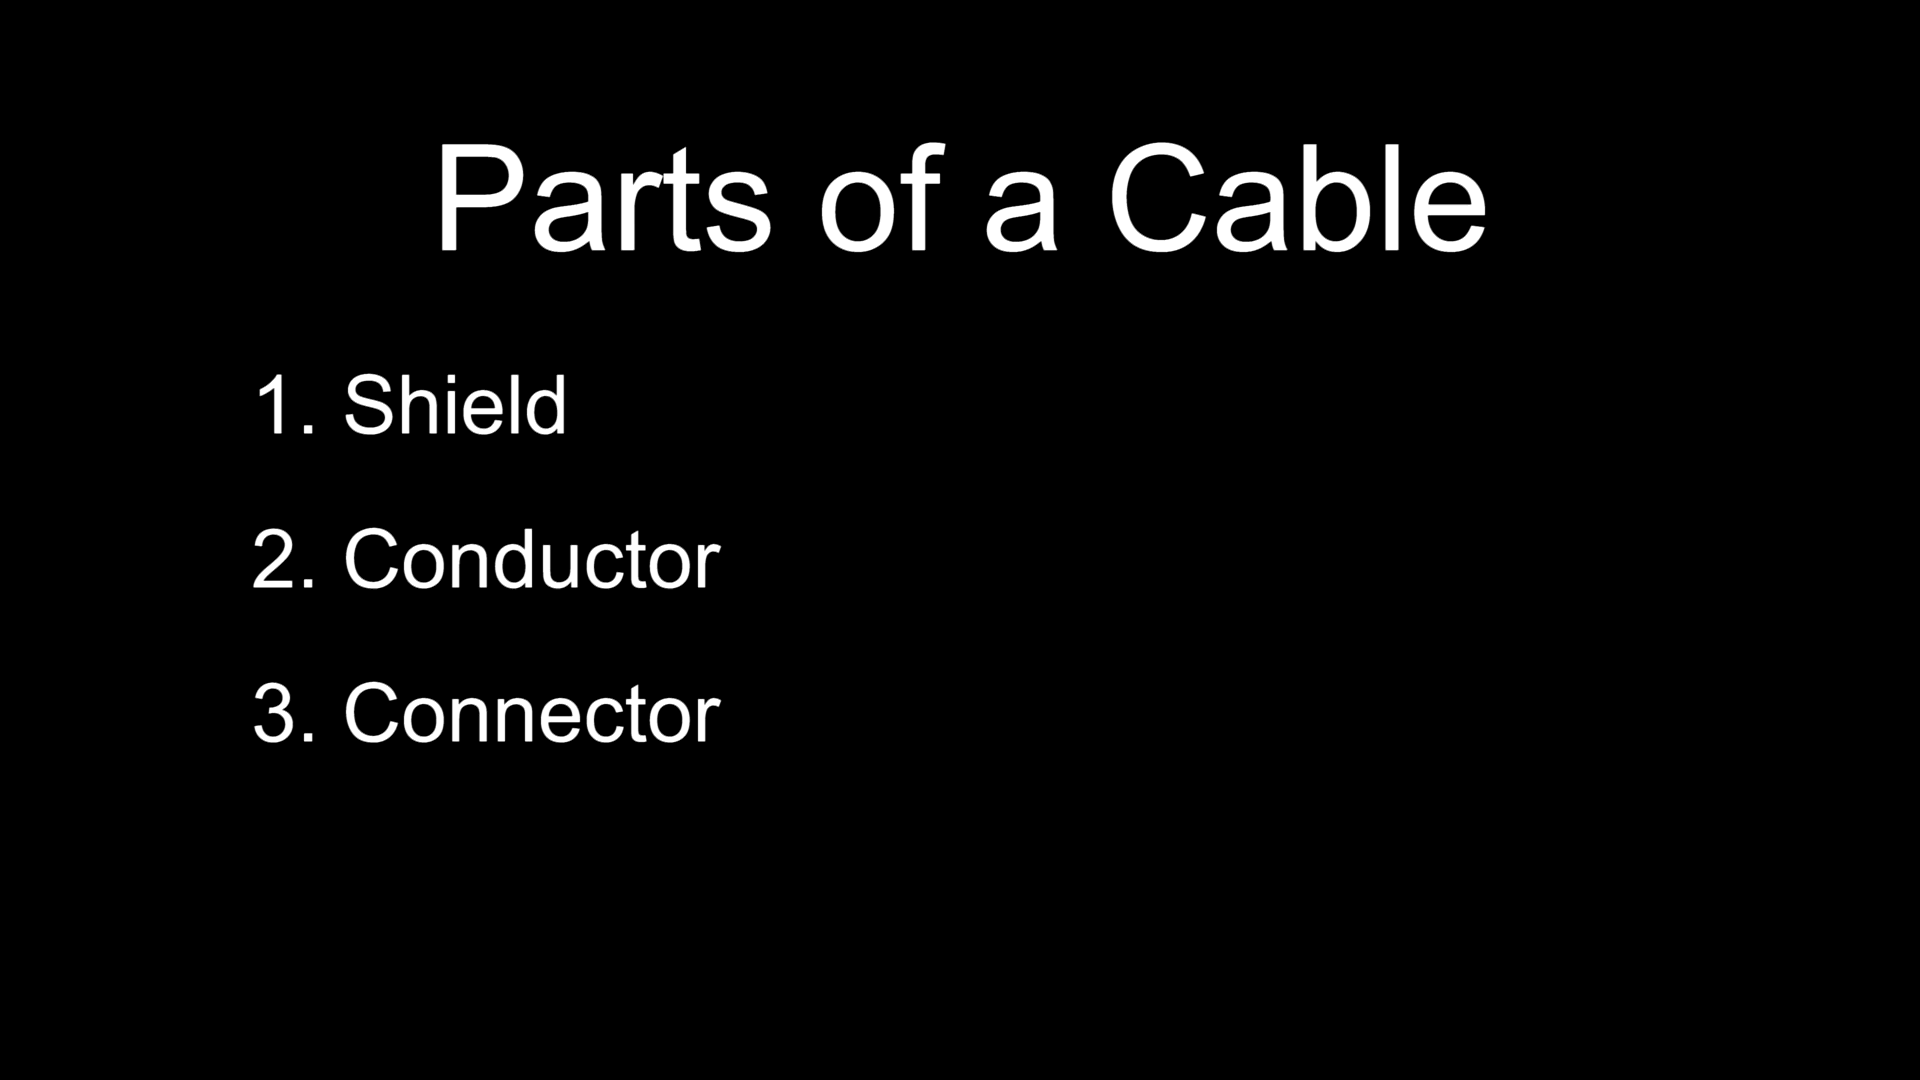 Parts of a Cable
1. Shield
2. Conductor
3. Connector